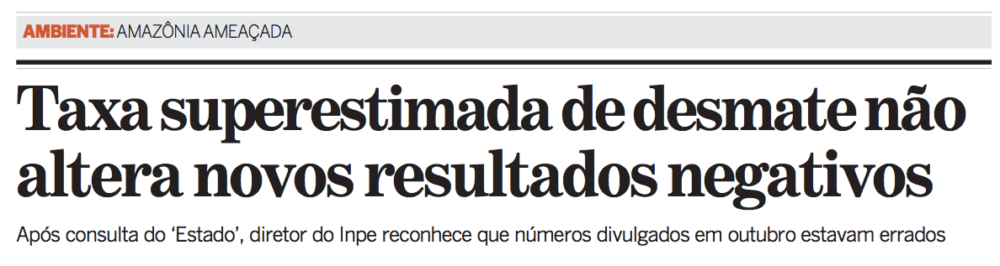 AMBIENTE: AMAZÔNIA AMEAÇADA
Taxa superestimada de desmate não
altera novos resultados negativos
Após consulta do ‘Estado’, diretor do Inpe reconhece que números divulgados em outubro estavam errados